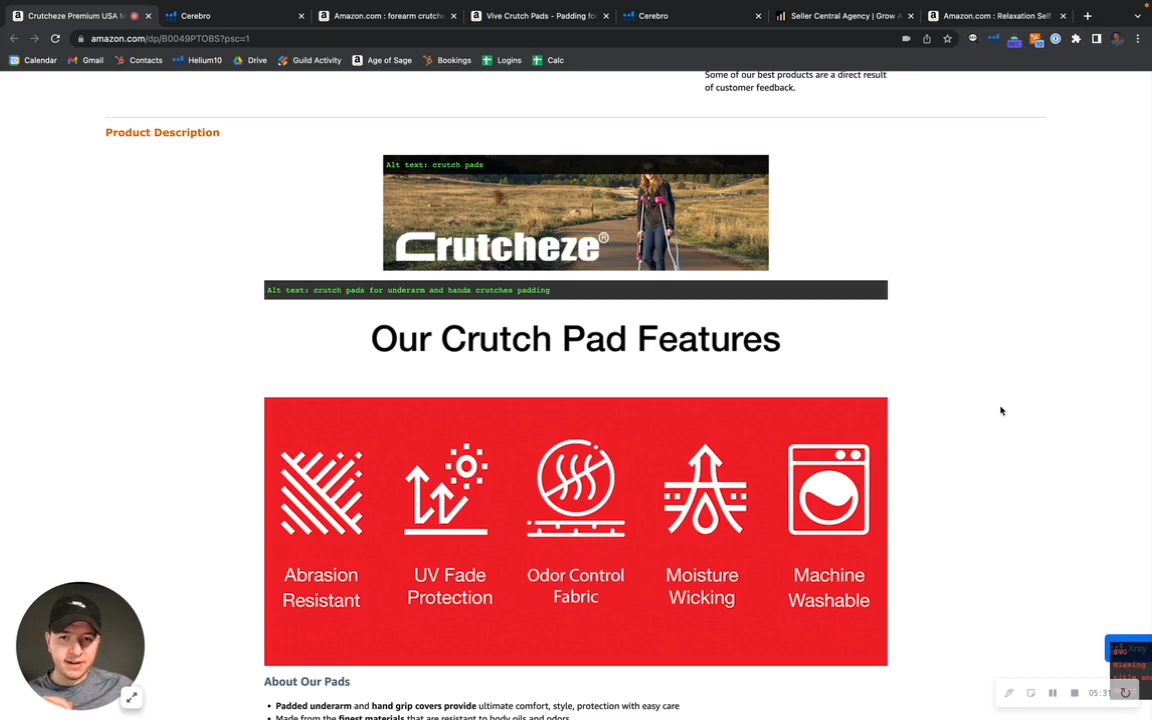 Crutcheze Premium USA M
Cerebro
Amazon.com : forearm crutche
Vive Crutch Pads - Padding fo
Cerebro
Seller Central Agency | Grow A
Amazon.com : Relaxation Self
amazon.com/dp/B0049PTOBS?psc=1
Calendar
Gmail
Contacts
Helium10
Drive
Guild Activity
Age of Sage
Bookings
Logins
Calc
Some of our best products are a direct result
of customer feedback.
Product Description
Alt text: crutch pads
Crutcheze®
Alt text: crutch pads for underarm and hands crutches padding
Our Crutch Pad Features
Abrasion
Resistant
UV Fade
Protection
Odor Control
Fabric
Moisture
Wicking
Machine
Washable
About Our Pads
• Padded underarm and hand grip covers provide ultimate comfort, style, protection with easy care
• Made from the finest materials that are resistant to body oils and odors
Xray
SVG
Missing
title and
05:31